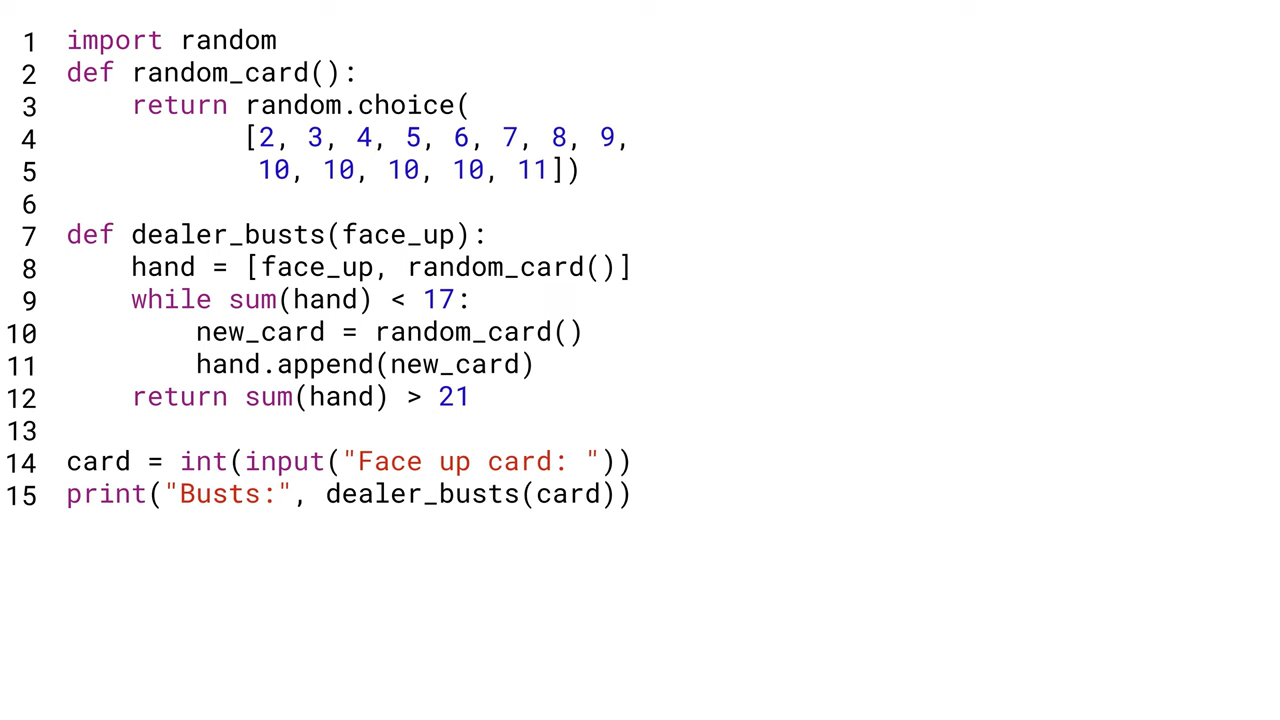 1 import random
2 def random_card():
3     return random.choice(
4            [2, 3, 4, 5, 6, 7, 8, 9,
5             10, 10, 10, 10, 11])
6
7 def dealer_busts(face_up):
8     hand = [face_up, random_card()]
9     while sum(hand) < 17:
10         new_card = random_card()
11         hand.append(new_card)
12     return sum(hand) > 21
13
14 card = int(input("Face up card: "))
15 print("Busts:", dealer_busts(card))